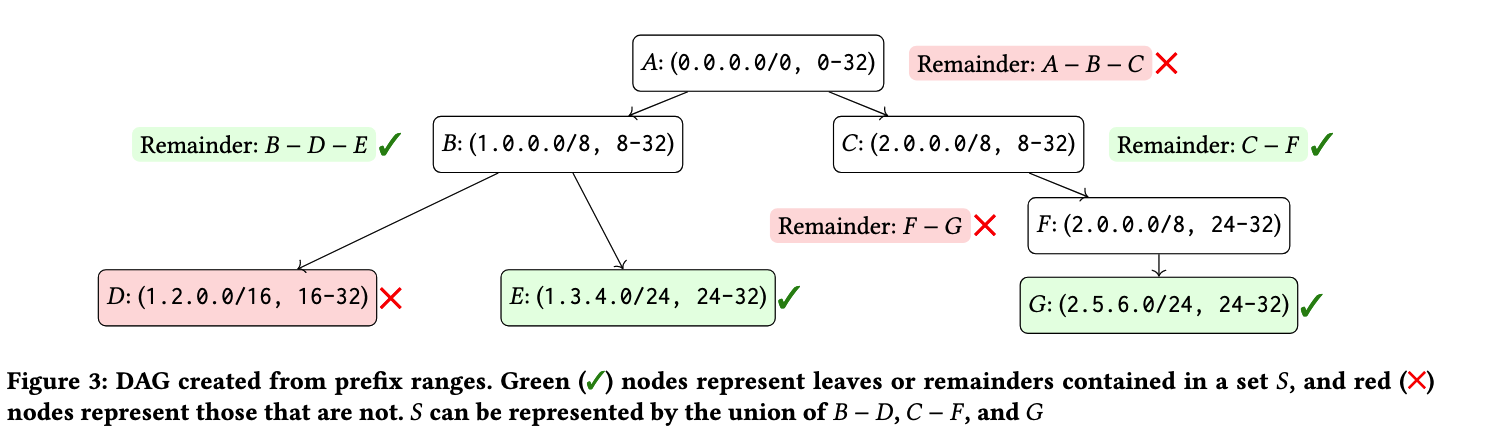 A: (0.0.0.0/0, 0-32)
Remainder: A − B − C ✗
Remainder: B − D − E ✓
B: (1.0.0.0/8, 8-32)
C: (2.0.0.0/8, 8-32)
Remainder: C − F ✓
Remainder: F − G ✗
F: (2.0.0.0/8, 24-32)
D: (1.2.0.0/16, 16-32) ✗
E: (1.3.4.0/24, 24-32) ✓
G: (2.5.6.0/24, 24-32) ✓
Figure 3: DAG created from prefix ranges. Green (✓) nodes represent leaves or remainders contained in a set S, and red (✗)
nodes represent those that are not. S can be represented by the union of B − D, C − F, and G